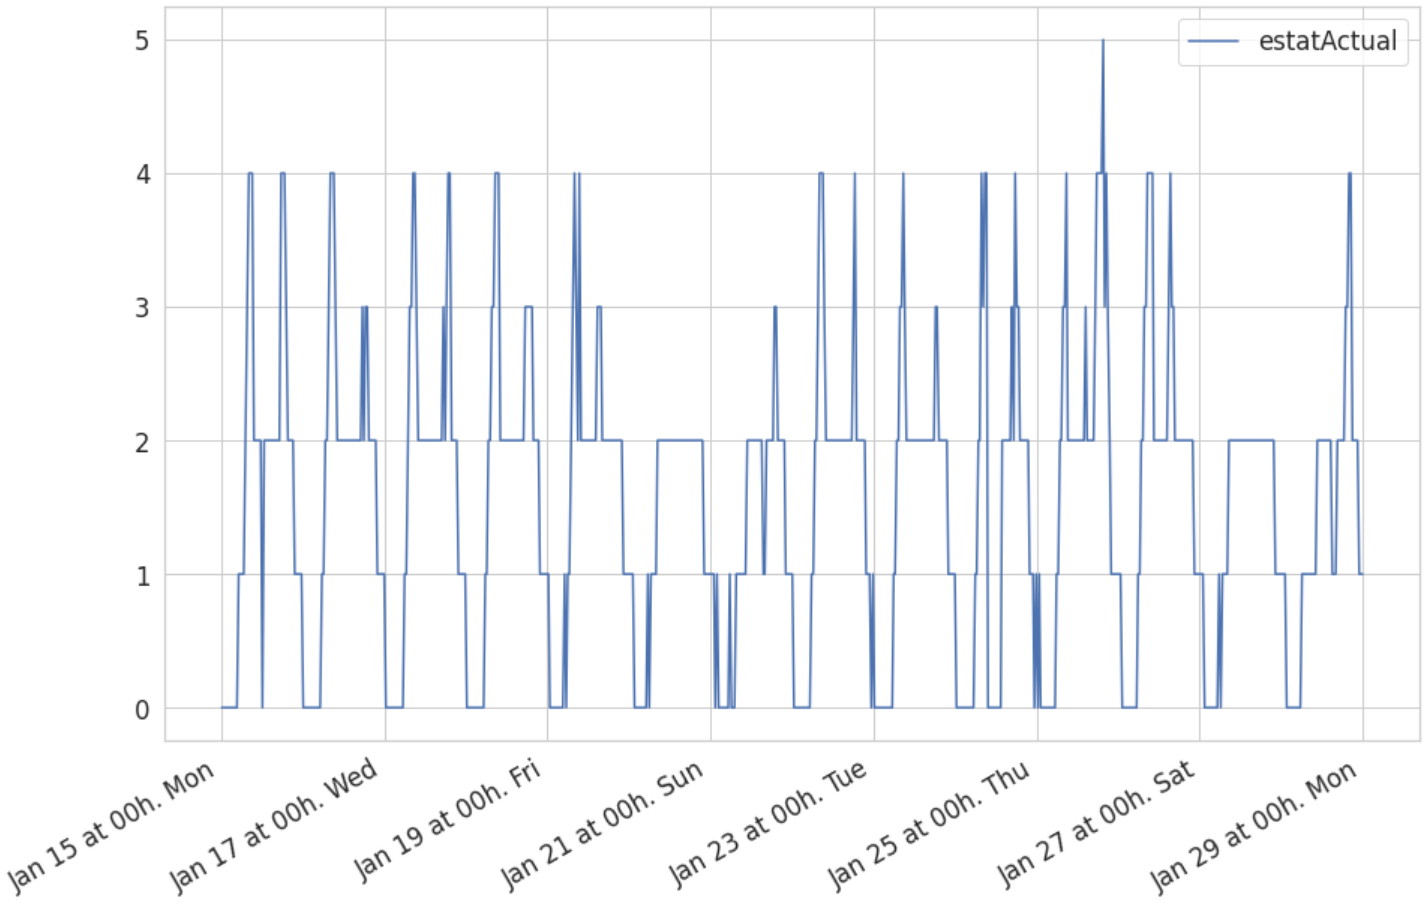 estatActual
5
4
3
2
1
0
Jan 15 at 00h. Mon
Jan 17 at 00h. Wed
Jan 19 at 00h. Fri
Jan 21 at 00h. Sun
Jan 23 at 00h. Tue
Jan 25 at 00h. Thu
Jan 27 at 00h. Sat
Jan 29 at 00h. Mon